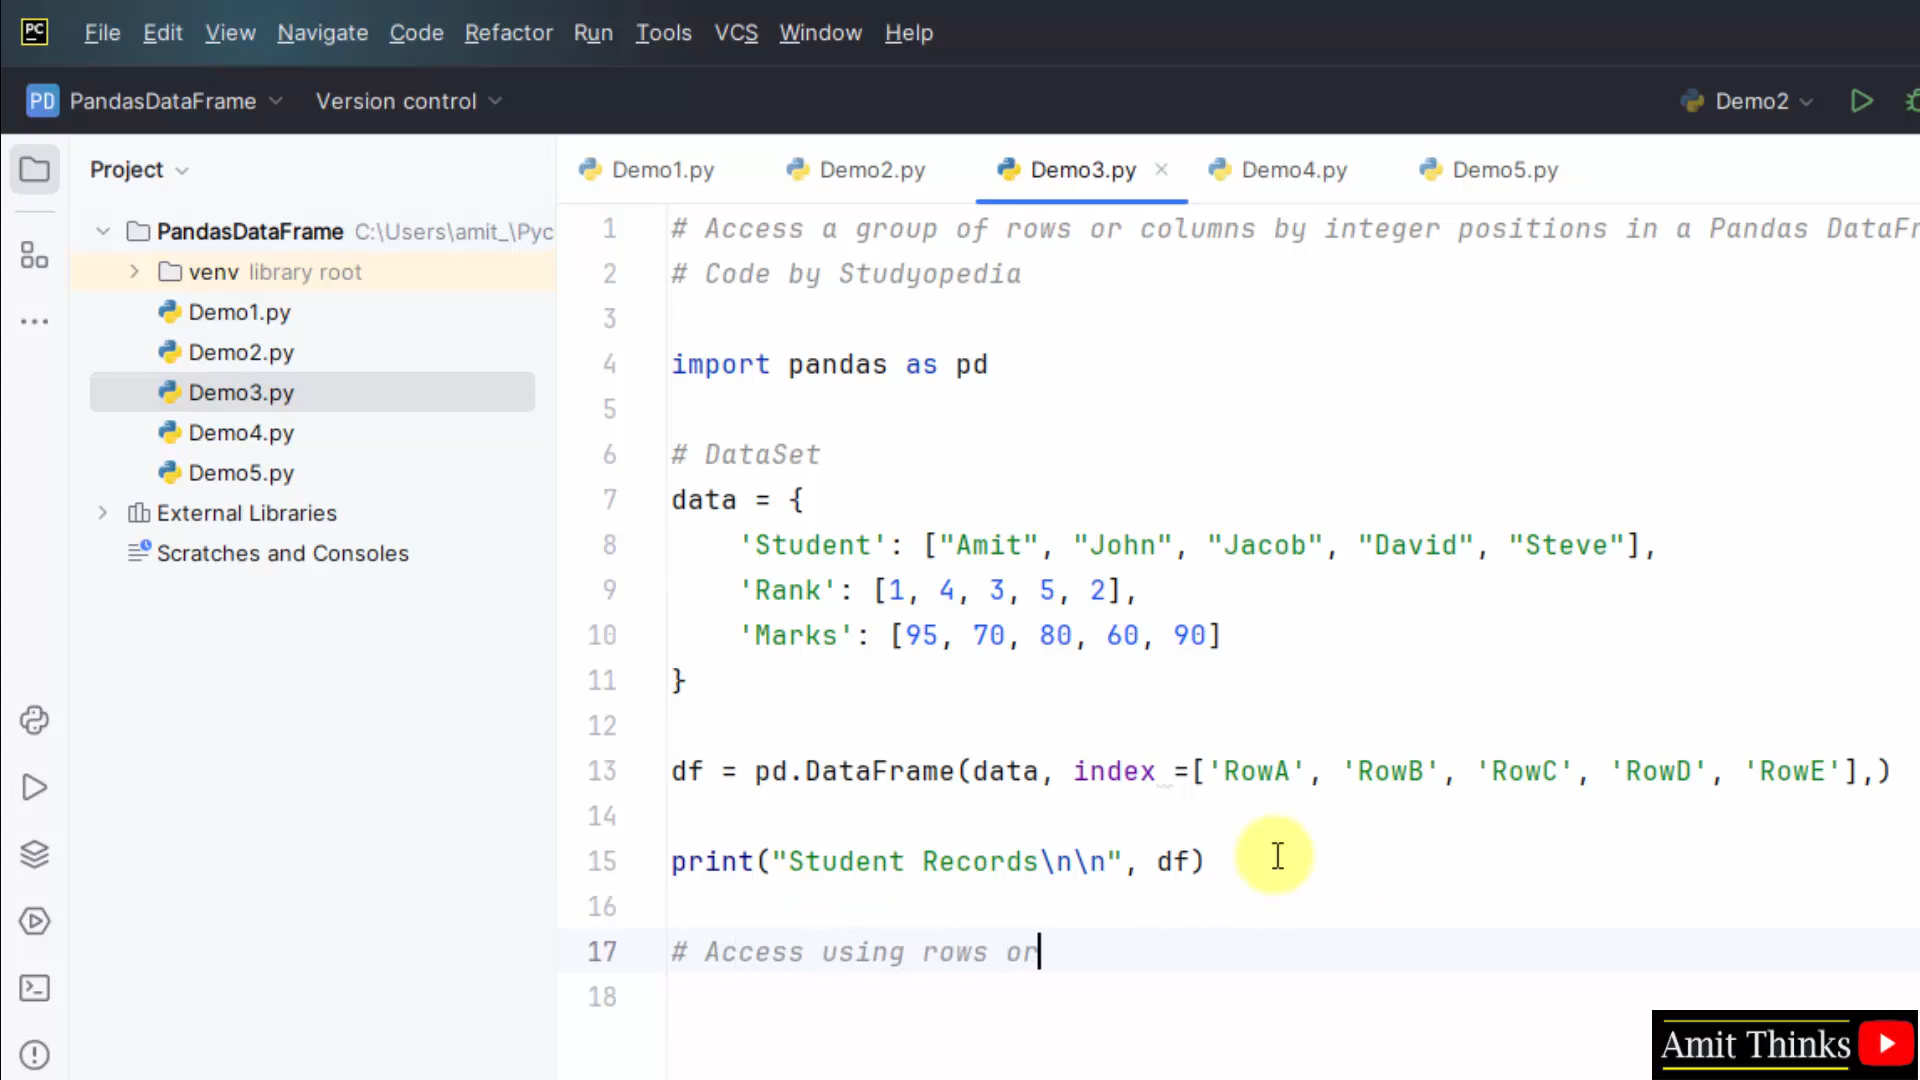 PC File Edit View Navigate Code Refactor Run Tools VCS Window Help
PD PandasDataFrame Version control Demo2
Project Demo1.py Demo2.py Demo3.py Demo4.py Demo5.py
PandasDataFrame C:\Users\amit_\Pyc
venv library root
Demo1.py
Demo2.py
Demo3.py
Demo4.py
Demo5.py
External Libraries
Scratches and Consoles
1 # Access a group of rows or columns by integer positions in a Pandas DataFr
2 # Code by Studyopedia
3
4 import pandas as pd
5
6 # DataSet
7 data = {
8 'Student': ["Amit", "John", "Jacob", "David", "Steve"],
9 'Rank': [1, 4, 3, 5, 2],
10 'Marks': [95, 70, 80, 60, 90]
11 }
12
13 df = pd.DataFrame(data, index =['RowA', 'RowB', 'RowC', 'RowD', 'RowE'],)
14
15 print("Student Records\n\n", df)
16
17 # Access using rows or
18
Amit Thinks